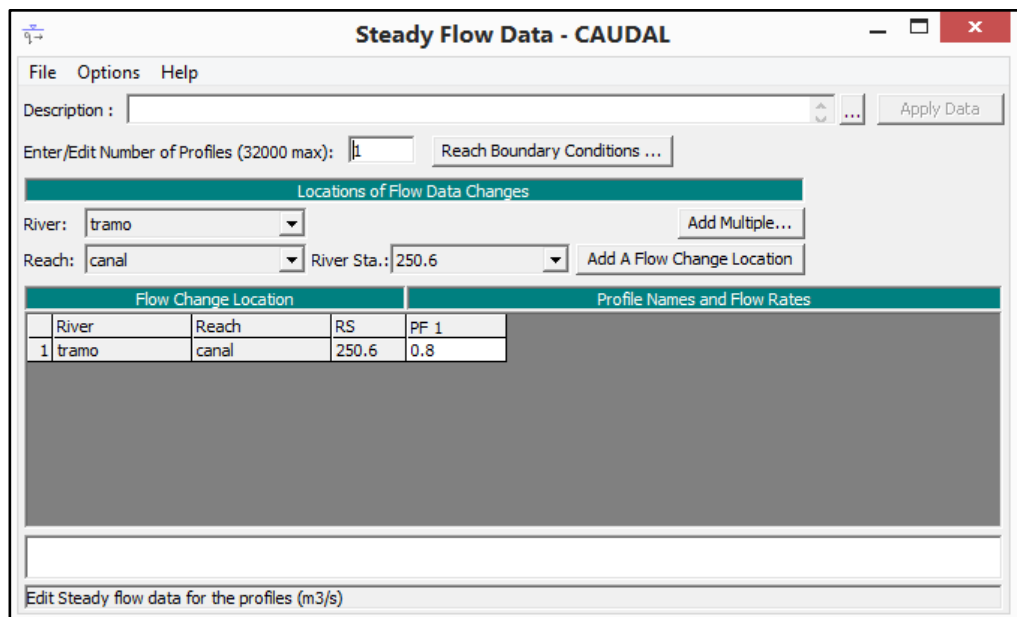 Steady Flow Data - CAUDAL
File Options Help
Description : ... Apply Data
Enter/Edit Number of Profiles (32000 max): 1 Reach Boundary Conditions ...
Locations of Flow Data Changes
River: tramo Add Multiple...
Reach: canal River Sta.: 250.6 Add A Flow Change Location
Flow Change Location Profile Names and Flow Rates
River Reach RS PF 1
1 tramo canal 250.6 0.8
Edit Steady flow data for the profiles (m3/s)